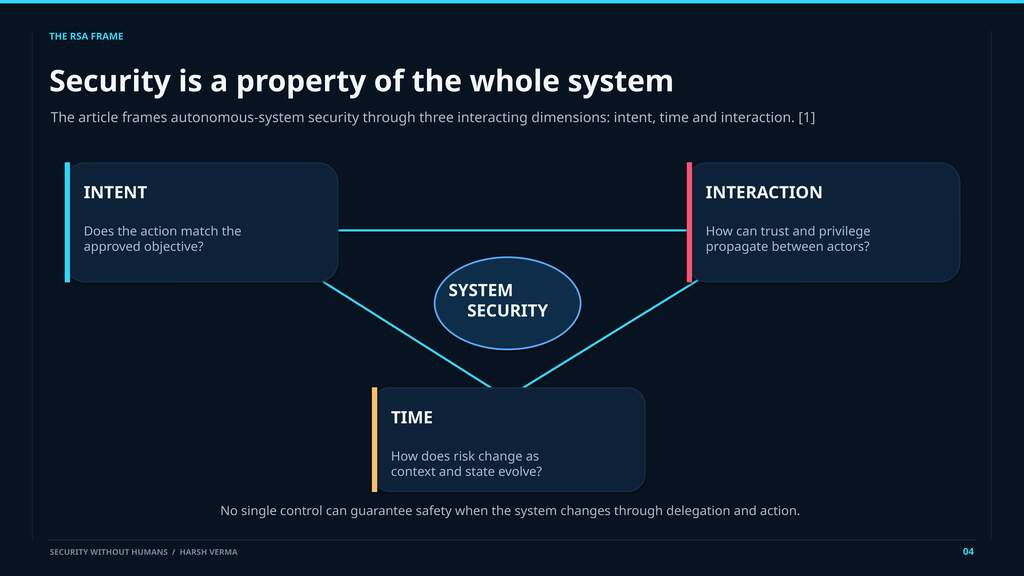 THE RSA FRAME
Security is a property of the whole system
The article frames autonomous-system security through three interacting dimensions: intent, time and interaction. [1]
INTENT
Does the action match the
approved objective?
INTERACTION
How can trust and privilege
propagate between actors?
SYSTEM
SECURITY
TIME
How does risk change as
context and state evolve?
No single control can guarantee safety when the system changes through delegation and action.
SECURITY WITHOUT HUMANS / HARSH VERMA
04